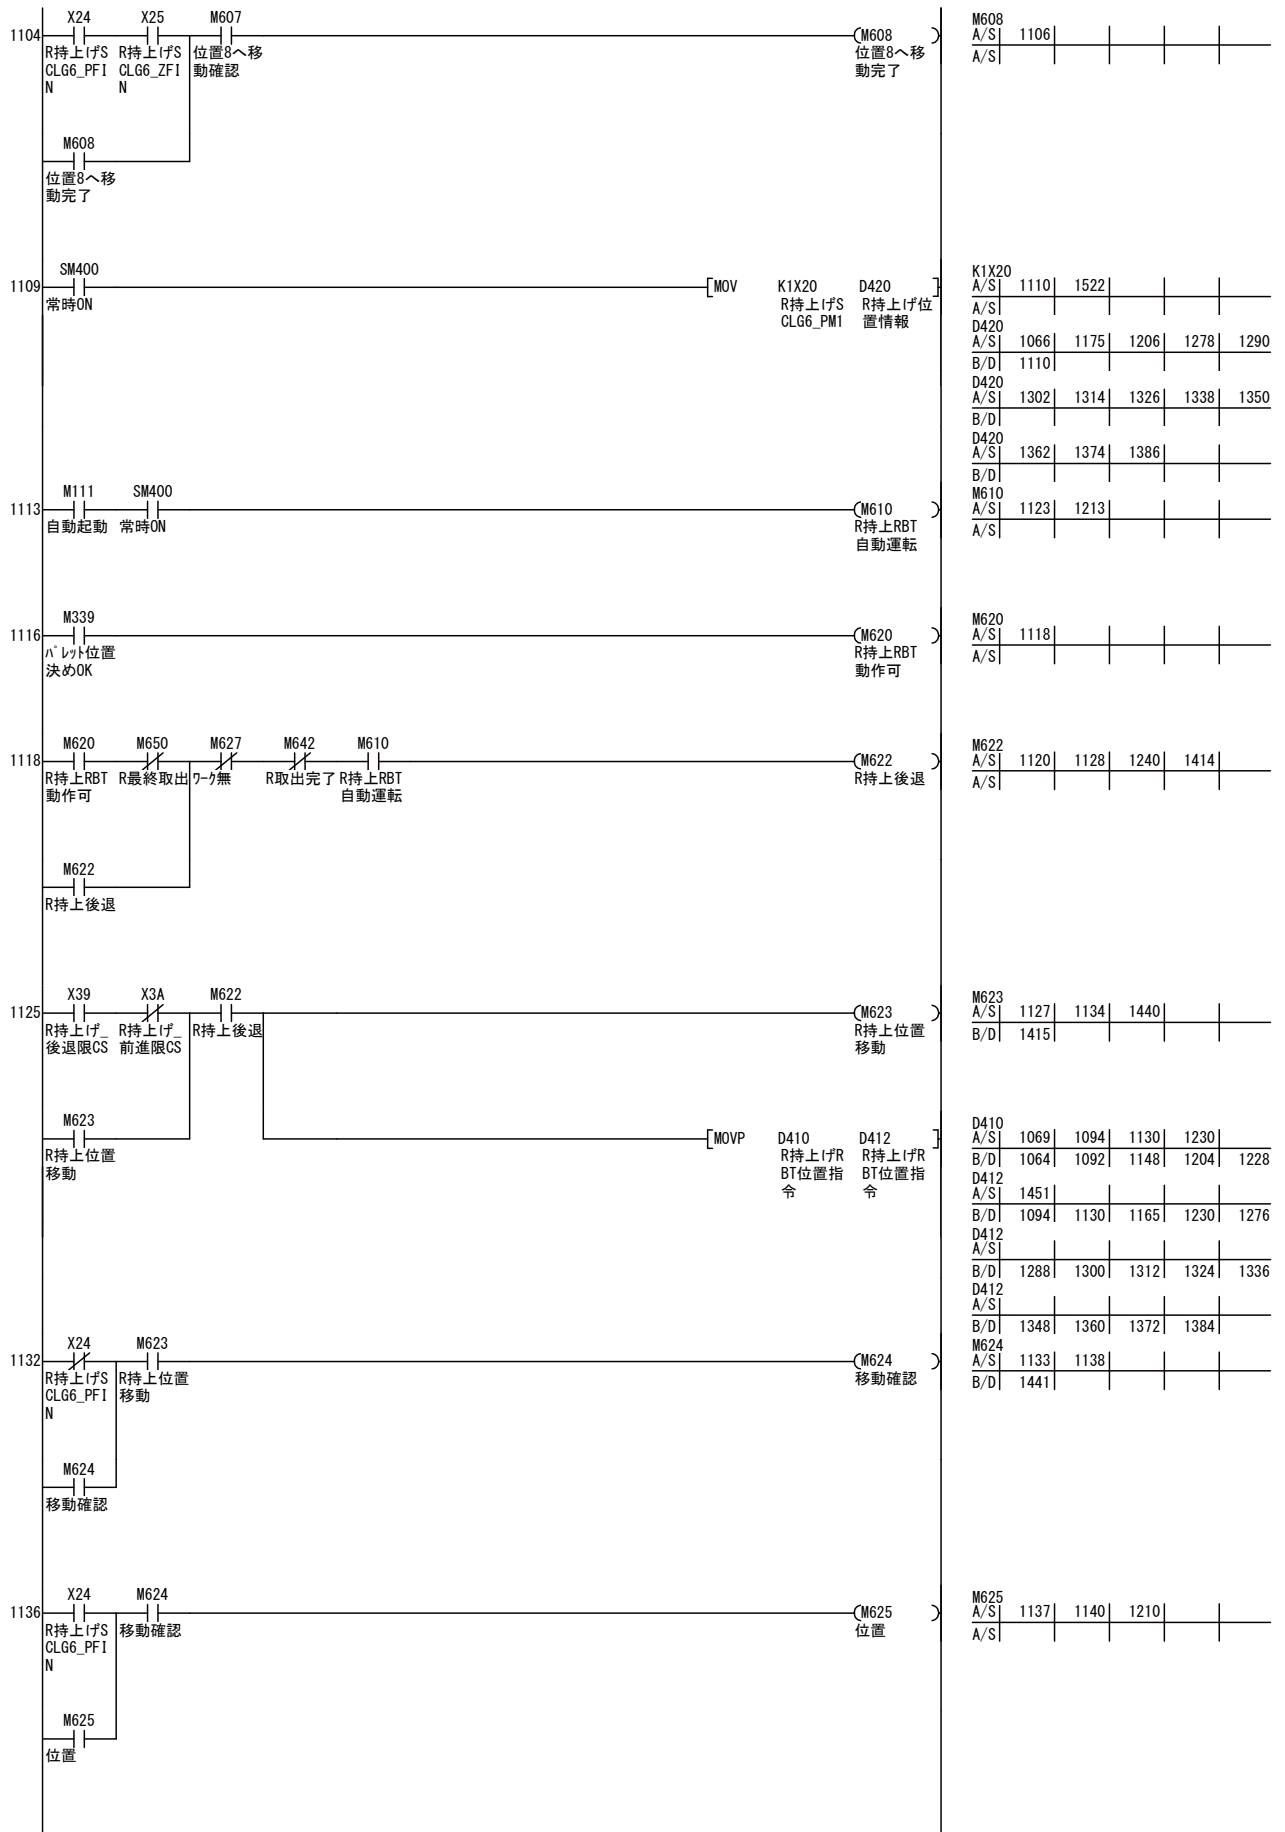 X24 X25 M607 M608
1104 (M608 ) A/S 1106
R持上げS R持上げS 位置8へ移 位置8へ移 A/S
CLG6_PFI CLG6_ZFI 動確認 動完了
N N
M608
位置8へ移
動完了
SM400 K1X20
1109 [MOV K1X20 D420 ] A/S 1110 1522
常時ON R持上げS R持上げ位 A/S
CLG6_PM1 置情報 D420
A/S 1066 1175 1206 1278 1290
B/D 1110
D420
A/S 1302 1314 1326 1338 1350
B/D
D420
A/S 1362 1374 1386
B/D
M111 SM400 M610
1113 (M610 ) A/S 1123 1213
自動起動 常時ON R持上RBT A/S
自動運転
M339 M620
1116 (M620 ) A/S 1118
ﾊﾟﾚｯﾄ位置 R持上RBT A/S
決めOK 動作可
M620 M650 M627 M642 M610 M622
1118 (M622 ) A/S 1120 1128 1240 1414
R持上RBT R最終取出 ﾜｰｸ無 R取出完了 R持上RBT R持上後退 A/S
動作可 自動運転
M622
R持上後退
X39 X3A M622 M623
1125 (M623 ) A/S 1127 1134 1440
R持上げ_ R持上げ_ R持上後退 R持上位置 B/D 1415
後退限CS 前進限CS 移動
M623 D410
[MOVP D410 D412 ] A/S 1069 1094 1130 1230
R持上位置 R持上げR R持上げR B/D 1064 1092 1148 1204 1228
移動 BT位置指 BT位置指 D412
令 令 A/S 1451
B/D 1094 1130 1165 1230 1276
D412
A/S
B/D 1288 1300 1312 1324 1336
D412
A/S
B/D 1348 1360 1372 1384
X24 M623 M624
1132 (M624 ) A/S 1133 1138
R持上げS R持上位置 移動確認 B/D 1441
CLG6_PFI 移動
N
M624
移動確認
X24 M624 M625
1136 (M625 ) A/S 1137 1140 1210
R持上げS 移動確認 位置 A/S
CLG6_PFI
N
M625
位置